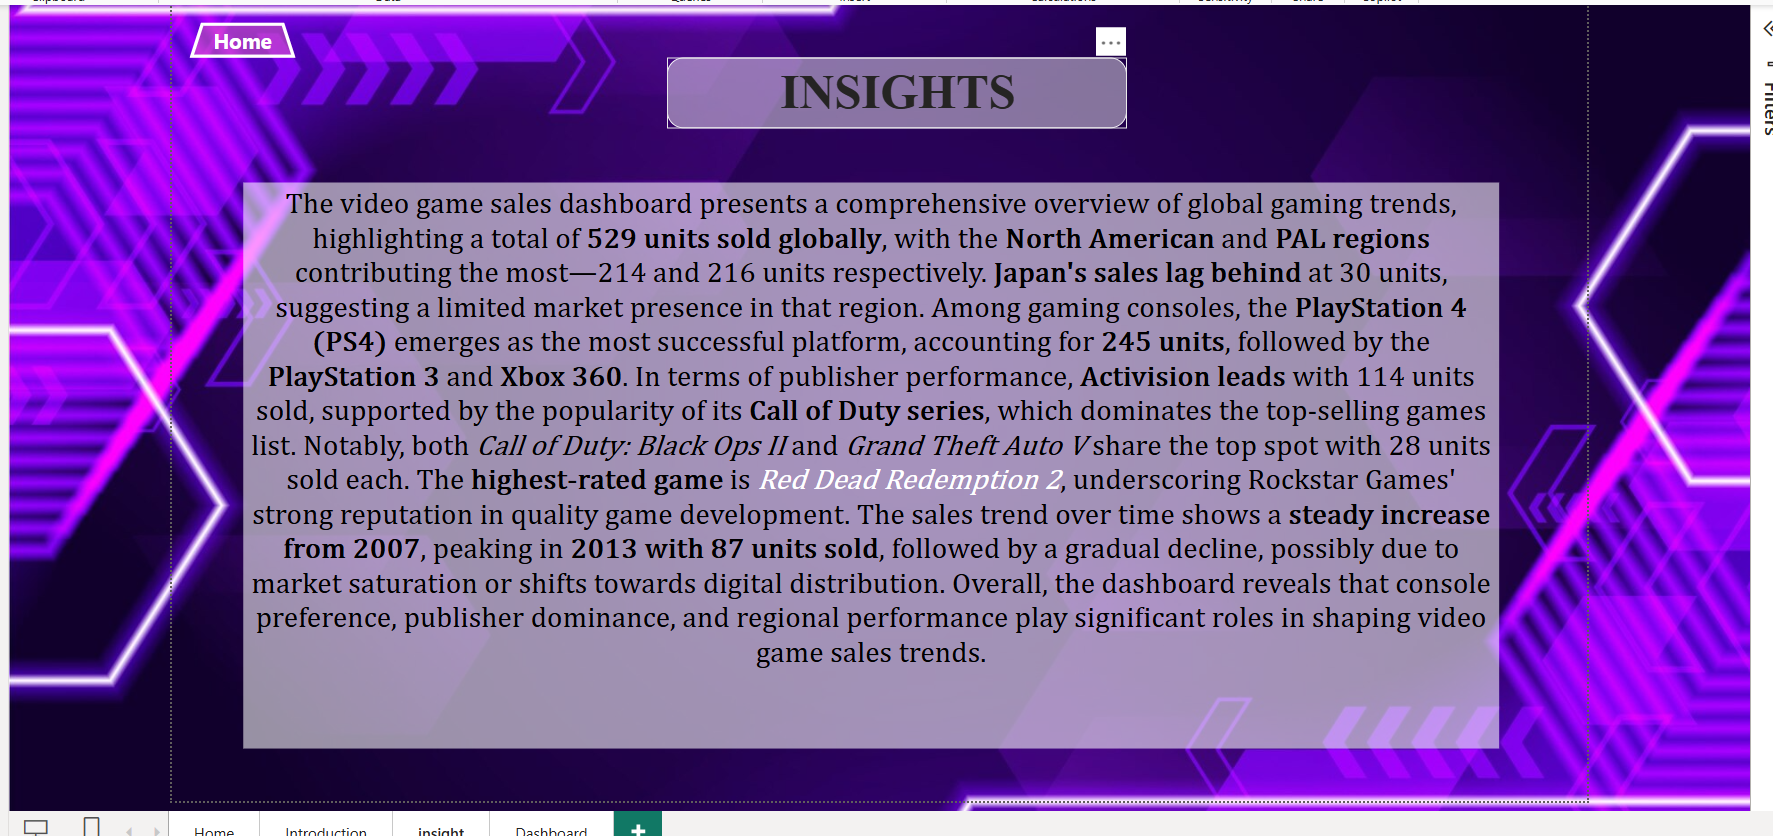 Home
...
INSIGHTS
Filters
The video game sales dashboard presents a comprehensive overview of global gaming trends,
highlighting a total of 529 units sold globally, with the North American and PAL regions
contributing the most—214 and 216 units respectively. Japan's sales lag behind at 30 units,
suggesting a limited market presence in that region. Among gaming consoles, the PlayStation 4
(PS4) emerges as the most successful platform, accounting for 245 units, followed by the
PlayStation 3 and Xbox 360. In terms of publisher performance, Activision leads with 114 units
sold, supported by the popularity of its Call of Duty series, which dominates the top-selling games
list. Notably, both Call of Duty: Black Ops II and Grand Theft Auto V share the top spot with 28 units
sold each. The highest-rated game is Red Dead Redemption 2, underscoring Rockstar Games'
strong reputation in quality game development. The sales trend over time shows a steady increase
from 2007, peaking in 2013 with 87 units sold, followed by a gradual decline, possibly due to
market saturation or shifts towards digital distribution. Overall, the dashboard reveals that console
preference, publisher dominance, and regional performance play significant roles in shaping video
game sales trends.
Home Introduction insight Dashboard +